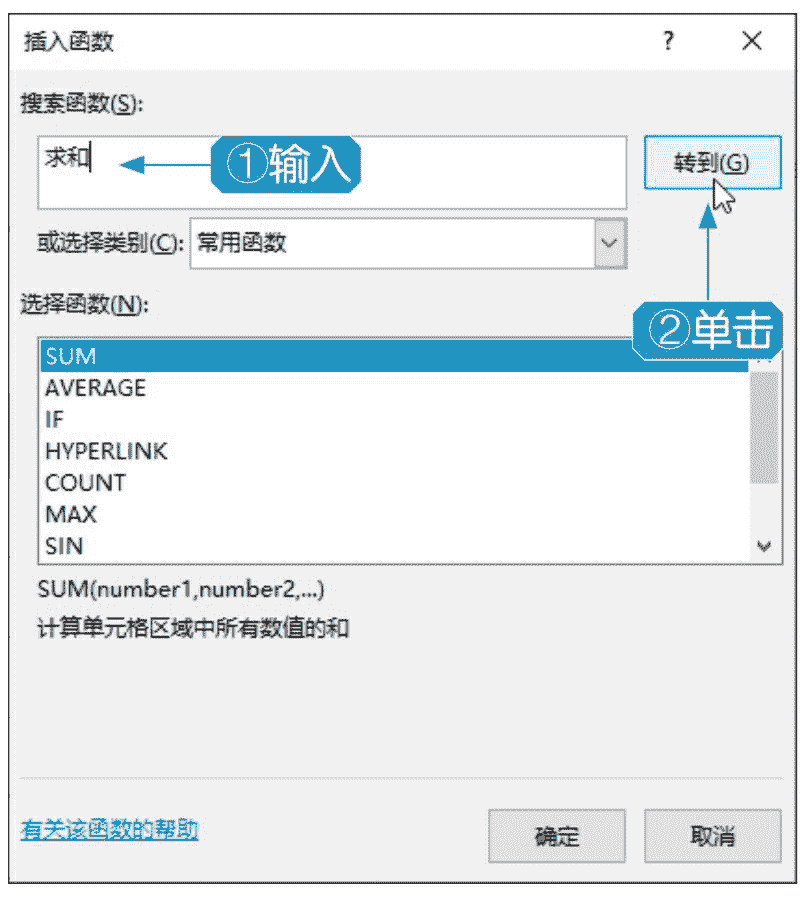 插入函数 ?
搜索函数(S):
求和 ①输入 转到(G)
或选择类别(C): 常用函数
选择函数(N):
②单击
SUM
AVERAGE
IF
HYPERLINK
COUNT
MAX
SIN
SUM(number1,number2,...)
计算单元格区域中所有数值的和
有关该函数的帮助 确定 取消